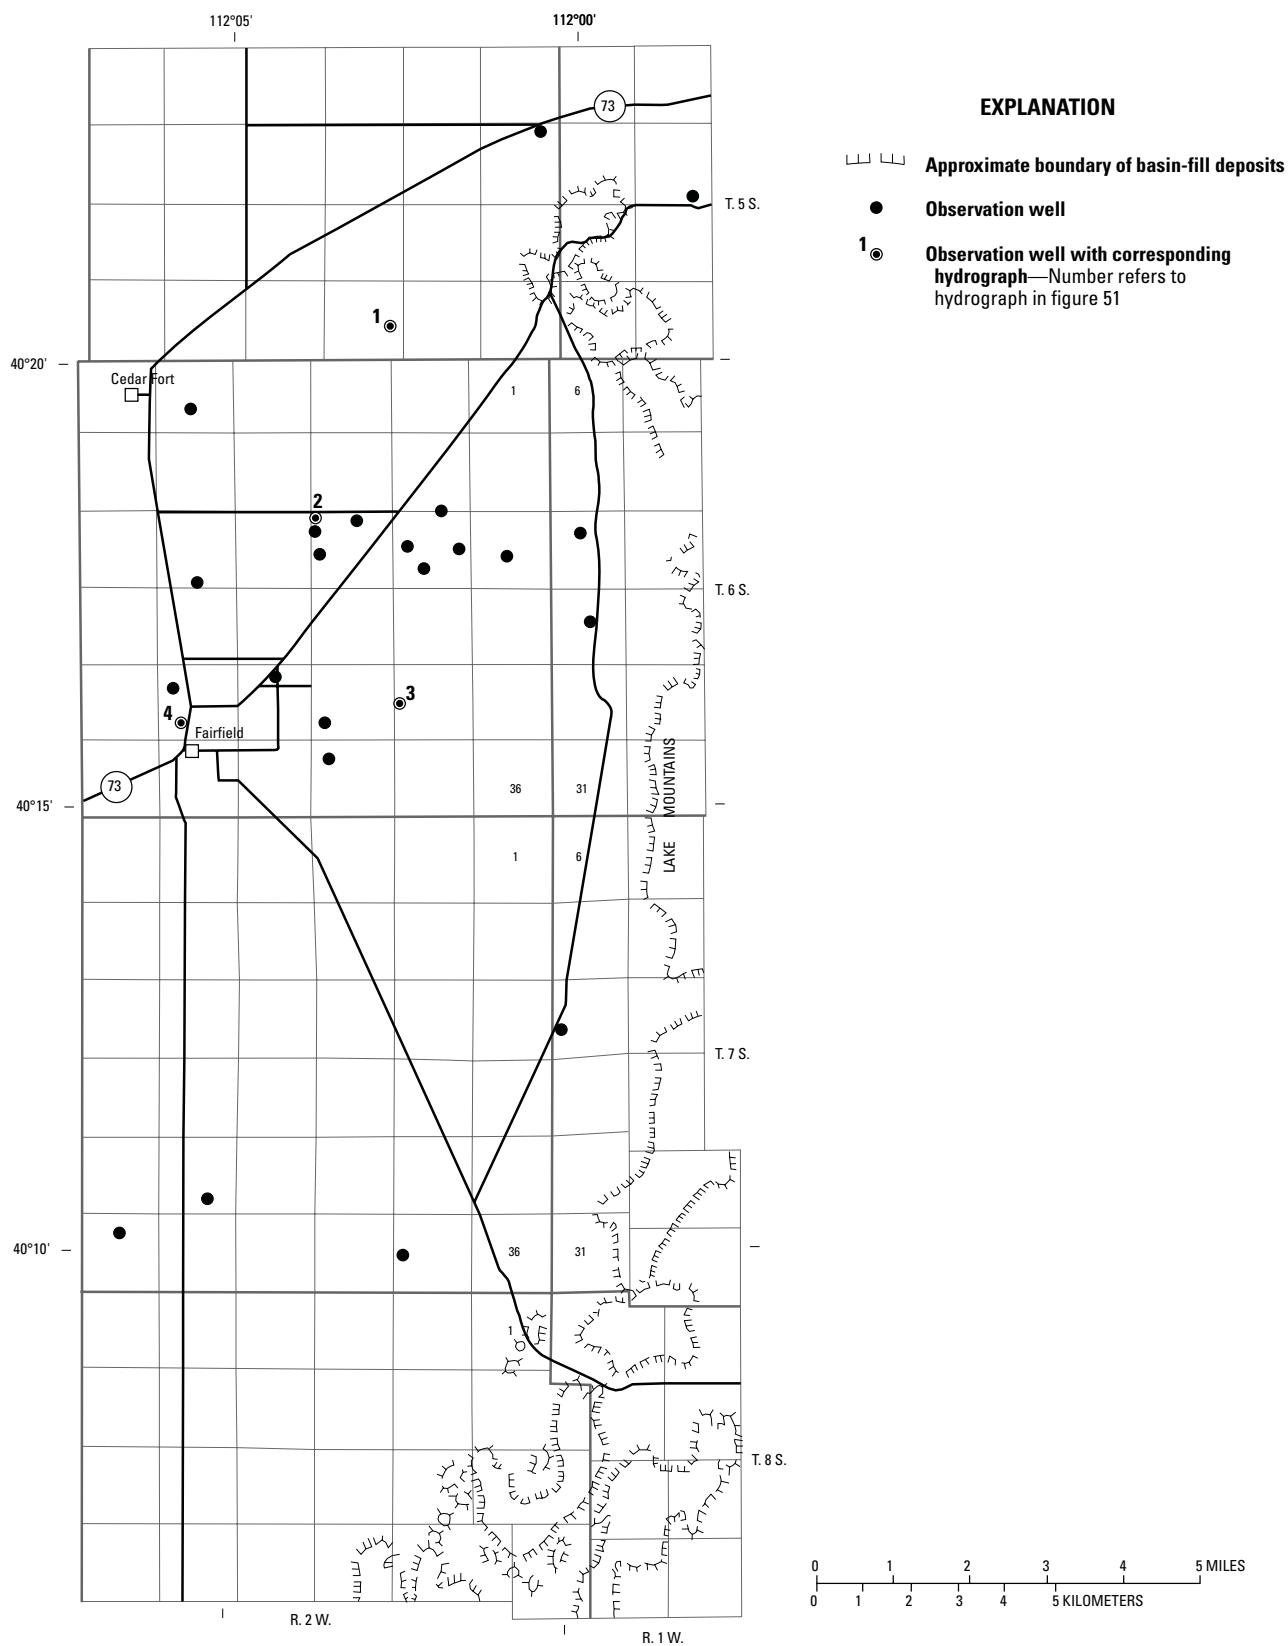 112°05'
112°00'
73
T. 5 S.
1
40°20'
Cedar Fort
1
6
2
T. 6 S.
3
4
Fairfield
73
36
31
40°15'
LAKE MOUNTAINS
1
6
T. 7 S.
40°10'
36
31
1
T. 8 S.
R. 2 W.
R. 1 W.
EXPLANATION
Approximate boundary of basin-fill deposits
Observation well
1
Observation well with corresponding
hydrograph—Number refers to
hydrograph in figure 51
0 1 2 3 4 5 MILES
0 1 2 3 4 5 KILOMETERS